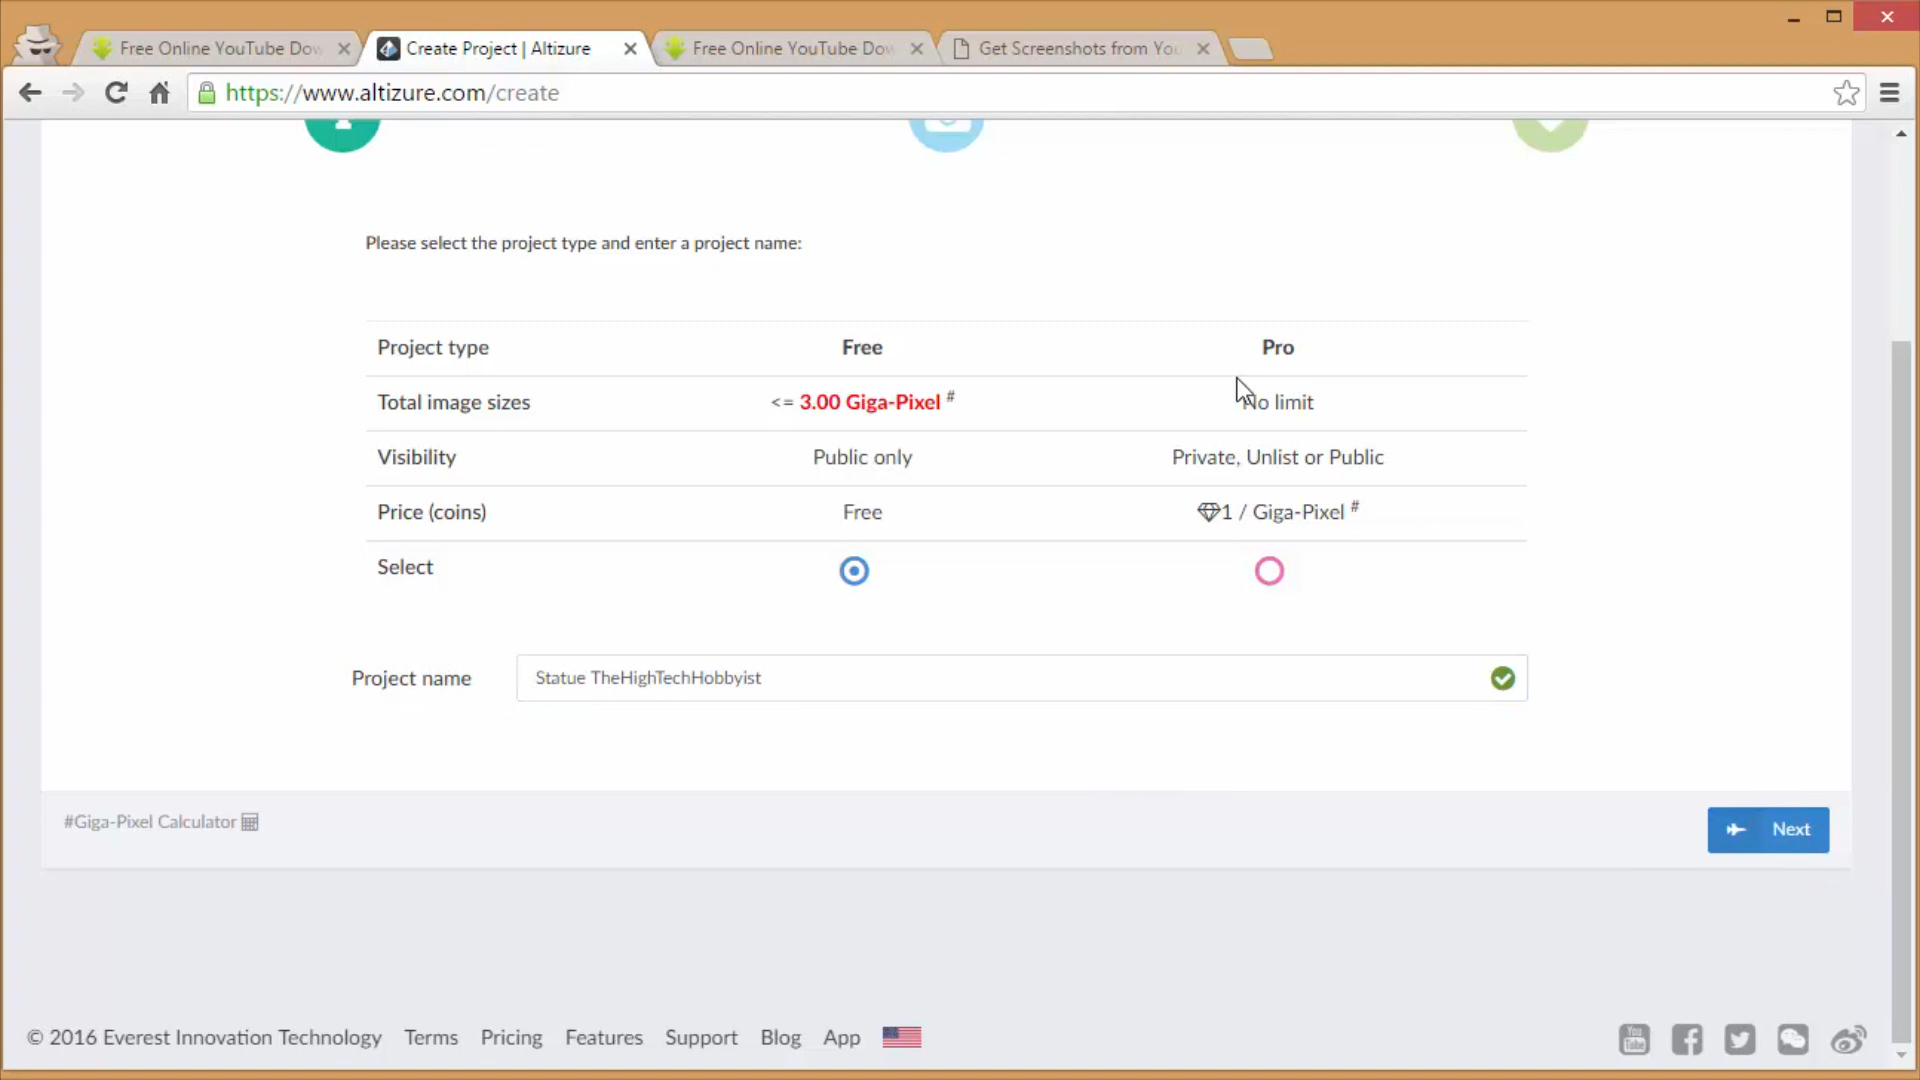 Free Online YouTube Dow
Create Project | Altizure
Free Online YouTube Dow
Get Screenshots from You
https://www.altizure.com/create
Please select the project type and enter a project name:
Project type Free Pro
Total image sizes <= 3.00 Giga-Pixel # No limit
Visibility Public only Private, Unlist or Public
Price (coins) Free 1 / Giga-Pixel #
Select
Project name Statue TheHighTechHobbyist
#Giga-Pixel Calculator
Next
© 2016 Everest Innovation Technology Terms Pricing Features Support Blog App
You Tube